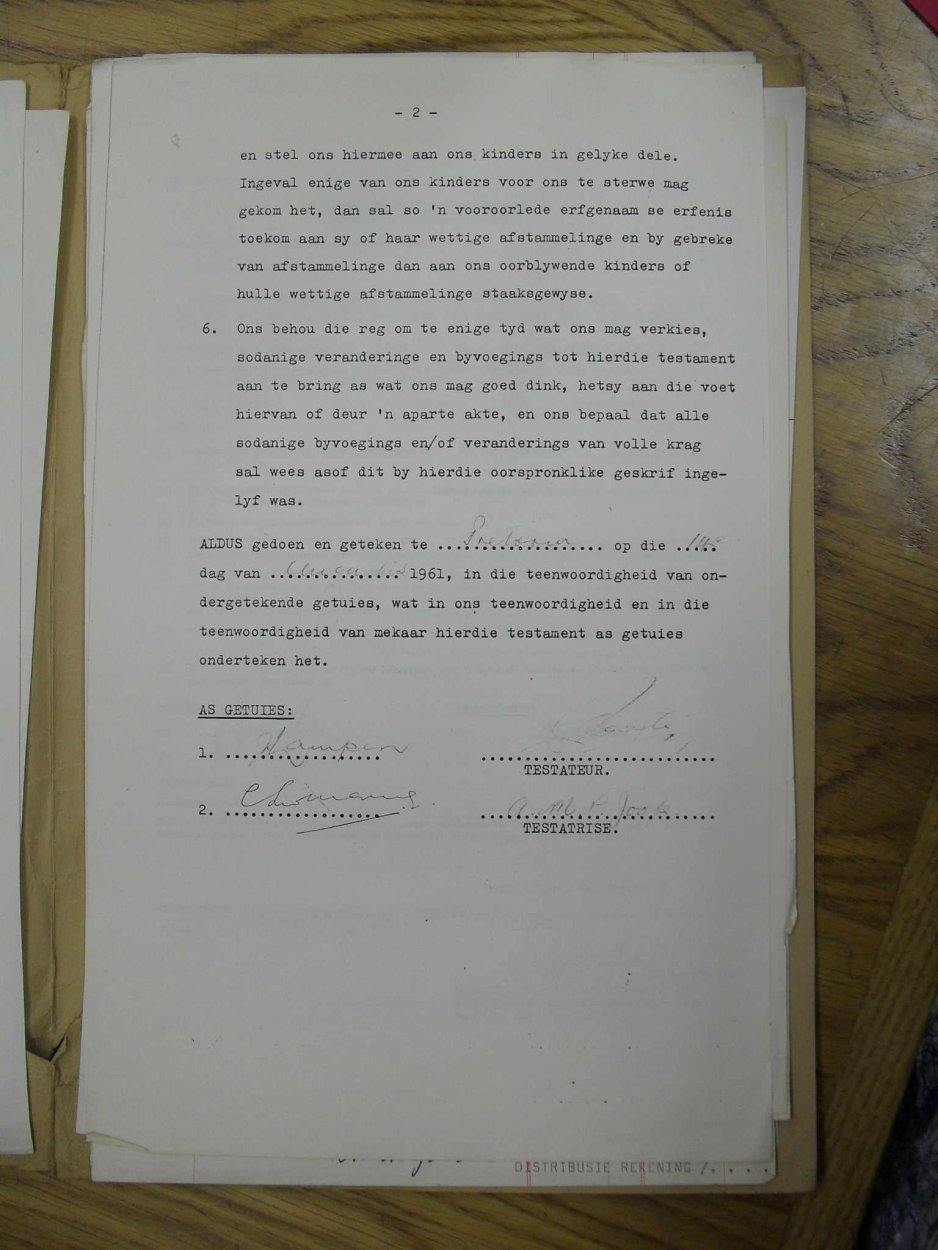 - 2 -
en stel ons hiermee aan ons kinders in gelyke dele.
Ingeval enige van ons kinders voor ons te sterwe mag
gekom het, dan sal so 'n vooroorlede erfgenaam se erfenis
toekom aan sy of haar wettige afstammelinge en by gebreke
van afstammelinge dan aan ons oorblywende kinders of
hulle wettige afstammelinge staaksgewyse.
6. Ons behou die reg om te enige tyd wat ons mag verkies,
sodanige veranderinge en byvoegings tot hierdie testament
aan te bring as wat ons mag goed dink, hetsy aan die voet
hiervan of deur 'n aparte akte, en ons bepaal dat alle
sodanige byvoegings en/of veranderings van volle krag
sal wees asof dit by hierdie oorspronklike geskrif inge-
lyf was.
ALDUS gedoen en geteken te Pretoria op die 14e
dag van Augustus 1961, in die teenwoordigheid van on-
dergetekende getuies, wat in ons teenwoordigheid en in die
teenwoordigheid van mekaar hierdie testament as getuies
onderteken het.
AS GETUIES:
1.
TESTATEUR.
2. A. M. P.
TESTATRISE.
DISTRIBUSIE REKENING /. . . .